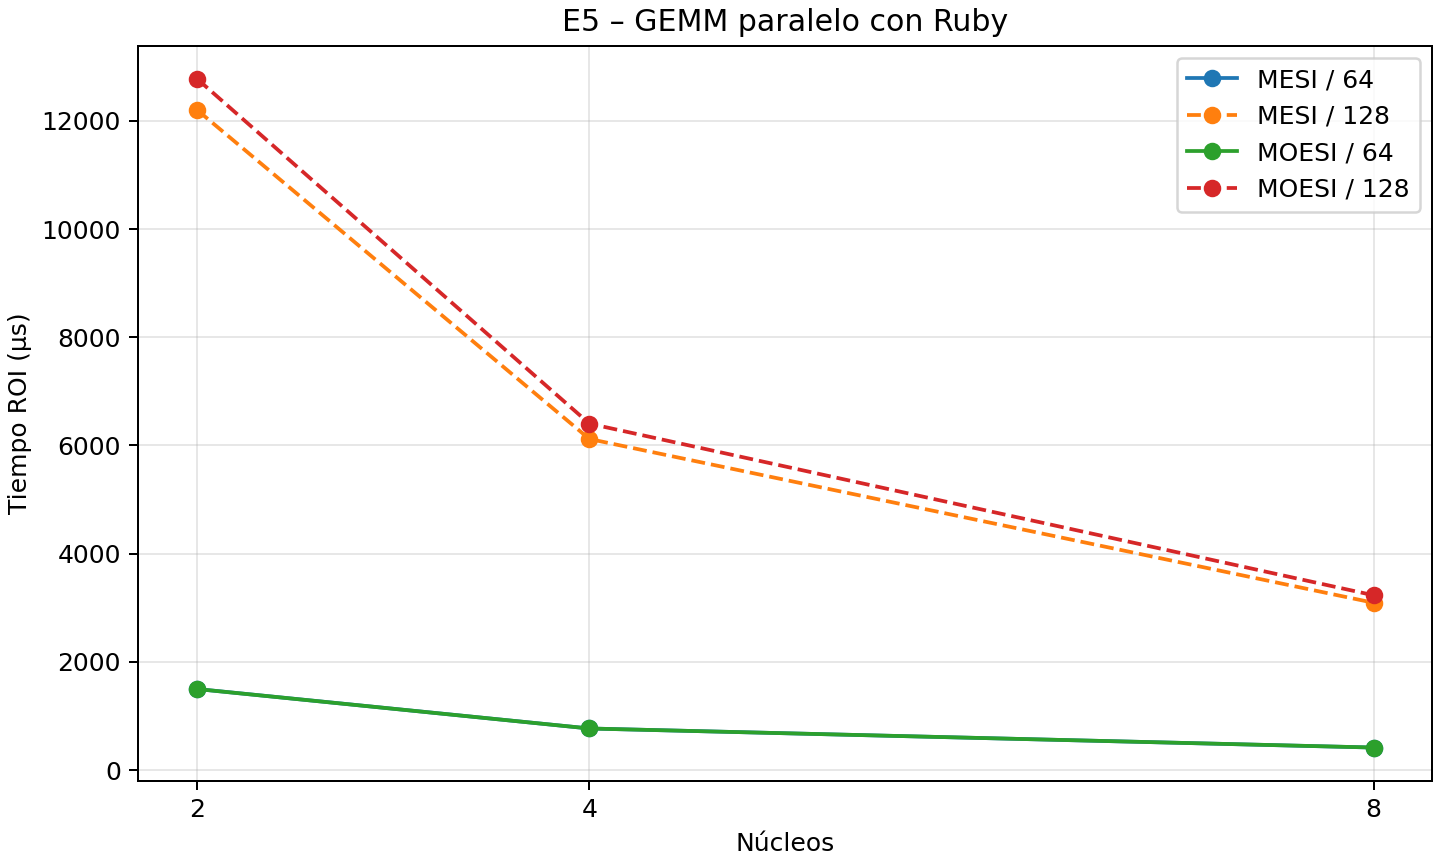 E5 – GEMM paralelo con Ruby
MESI / 64
MESI / 128
MOESI / 64
MOESI / 128
Tiempo ROI (µs)
12000
10000
8000
6000
4000
2000
0
2 4 8
Núcleos